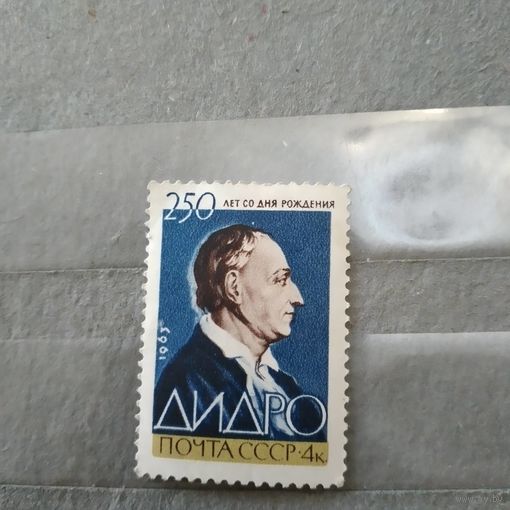 250 ЛЕТ СО ДНЯ РОЖДЕНИЯ
1963
ДИДРО
ПОЧТА СССР·4к.